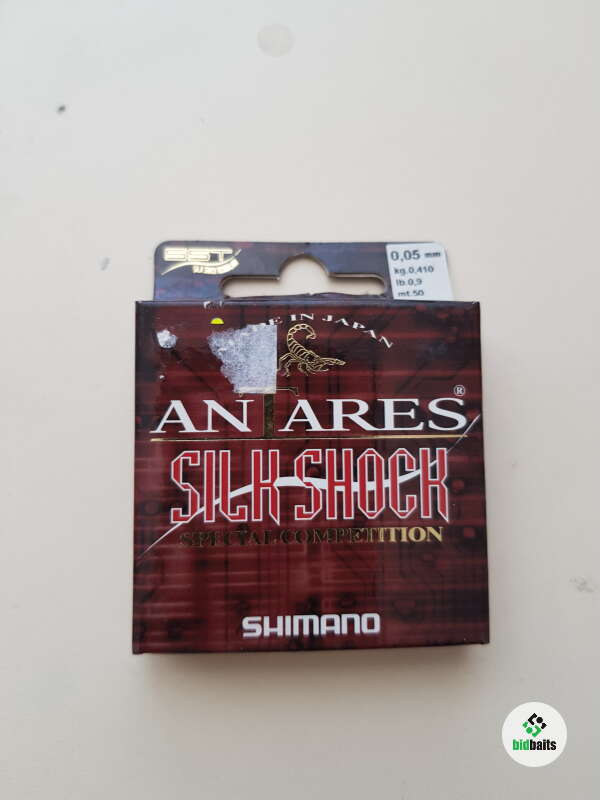 SST
0,05 mm
kg.0,410
lb.0,9
mt.50
IN JAPAN
ANTARES®
SILK SHOCK
SPECIAL COMPETITION
SHIMANO
bidbaits